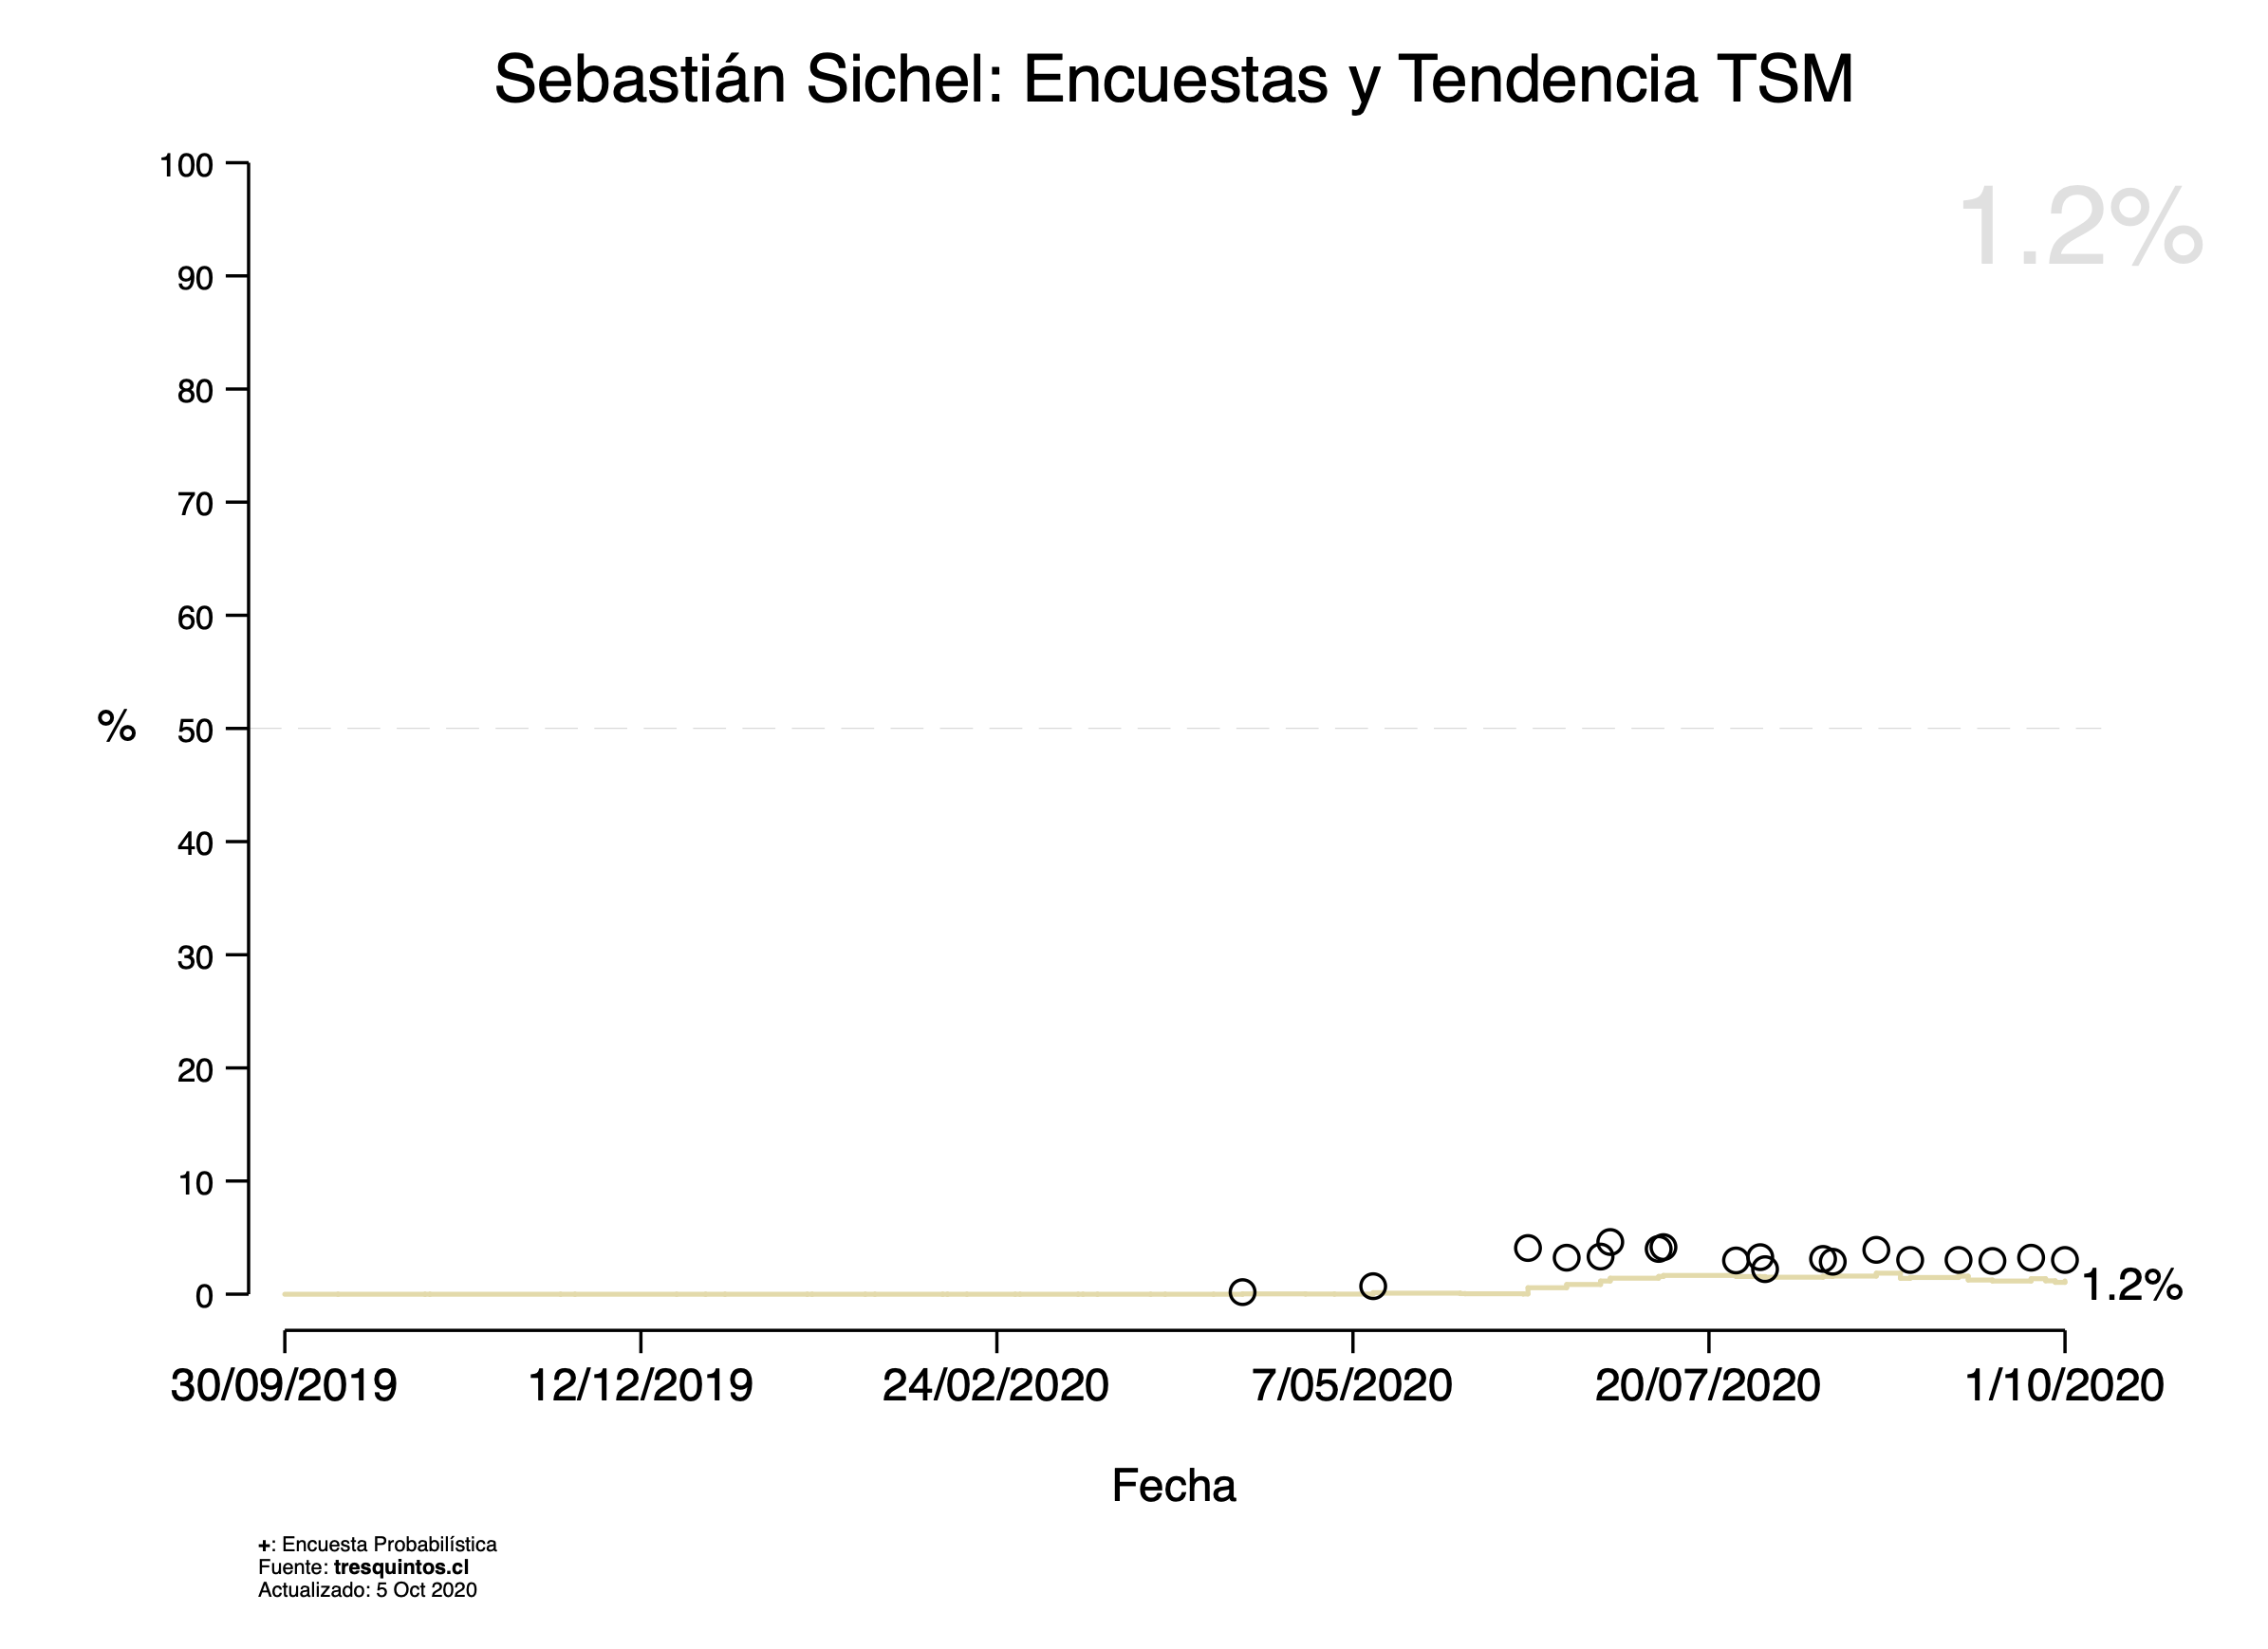 Sebastián Sichel: Encuestas y Tendencia TSM
1.2%
100
90
80
70
60
% 50
40
30
20
10
0
1.2%
30/09/2019 12/12/2019 24/02/2020 7/05/2020 20/07/2020 1/10/2020
Fecha
+: Encuesta Probabilística
Fuente: tresquintos.cl
Actualizado: 5 Oct 2020